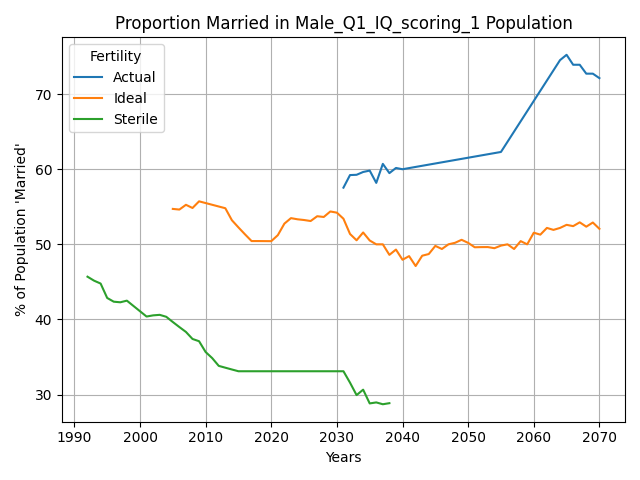 Proportion Married in Male_Q1_IQ_scoring_1 Population
Fertility
Actual
Ideal
Sterile
% of Population 'Married'
70
60
50
40
30
1990 2000 2010 2020 2030 2040 2050 2060 2070
Years